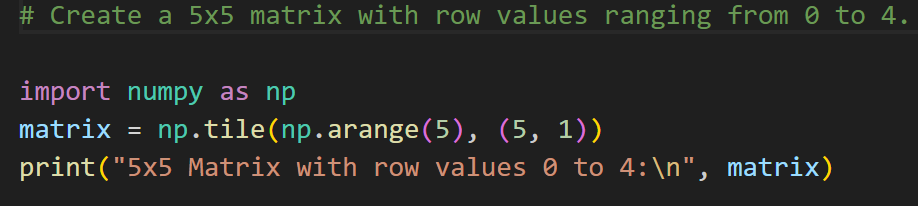 # Create a 5x5 matrix with row values ranging from 0 to 4.
import numpy as np
matrix = np.tile(np.arange(5), (5, 1))
print("5x5 Matrix with row values 0 to 4:\n", matrix)